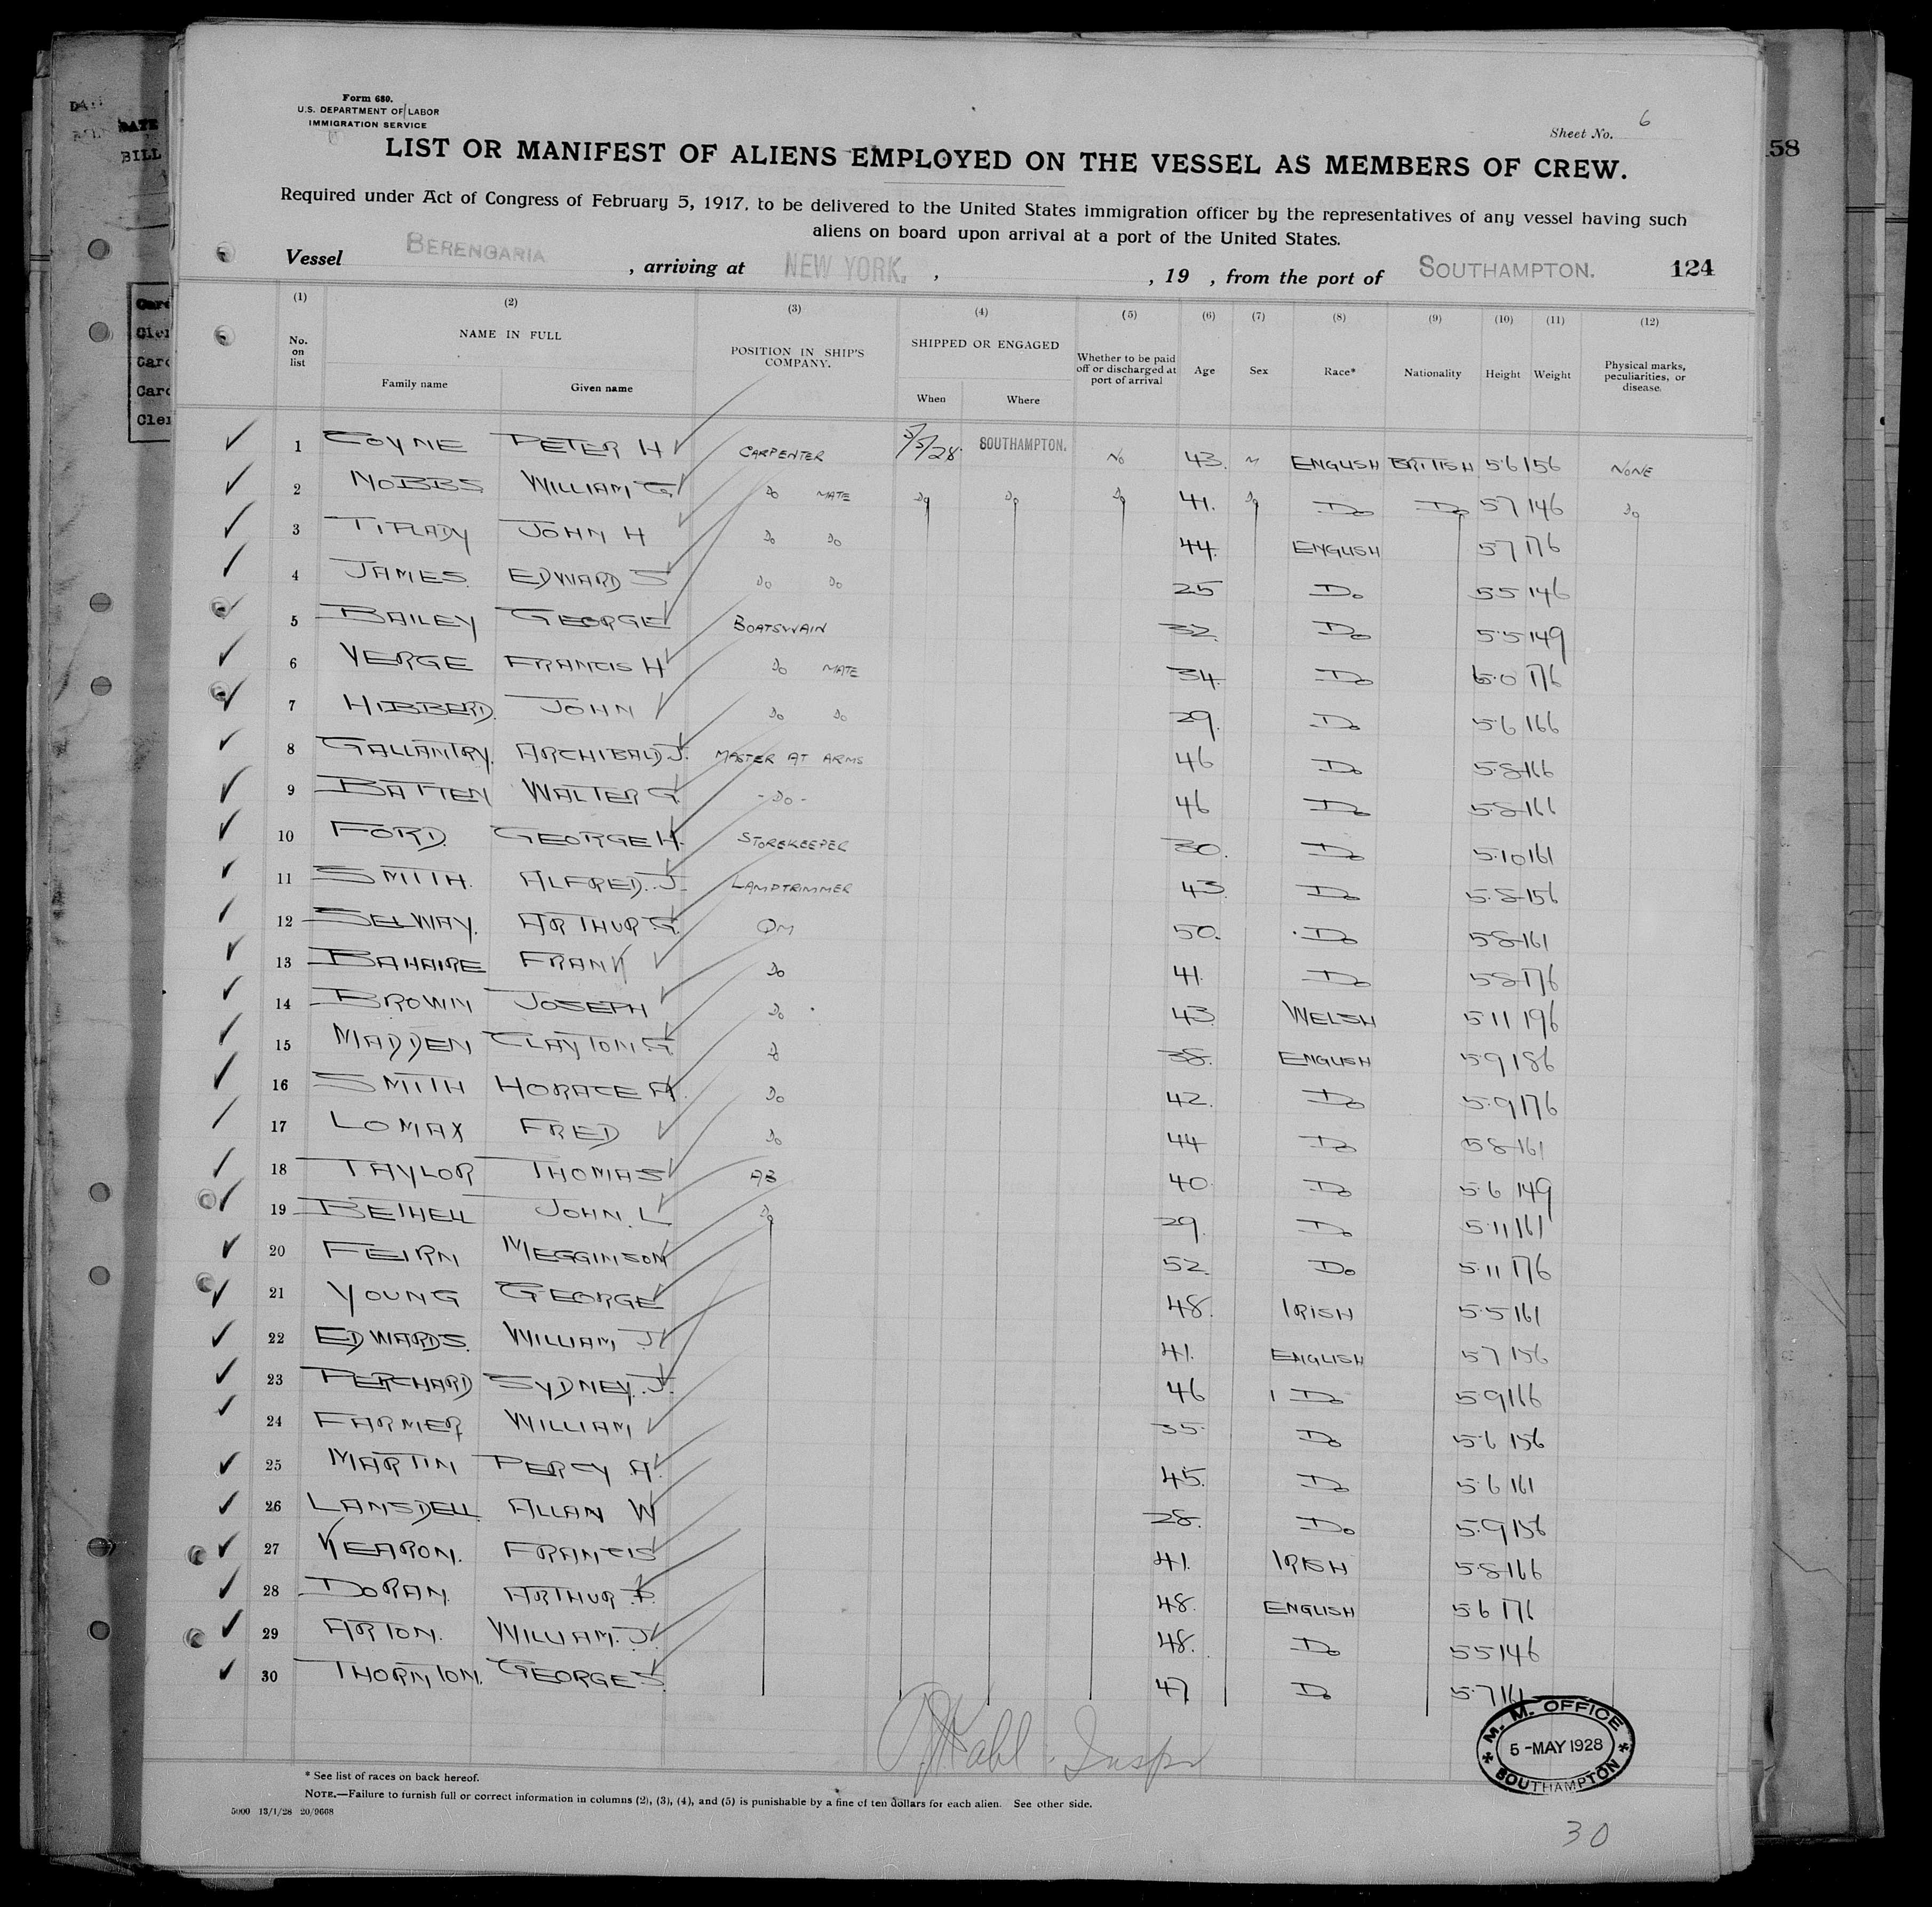 DATE
BILL
58
Form 680.
U.S. DEPARTMENT OF LABOR
IMMIGRATION SERVICE
Sheet No. 6
LIST OR MANIFEST OF ALIENS EMPLOYED ON THE VESSEL AS MEMBERS OF CREW.
Required under Act of Congress of February 5, 1917, to be delivered to the United States immigration officer by the representatives of any vessel having such
aliens on board upon arrival at a port of the United States.
Vessel BERENGARIA , arriving at NEW YORK. , , 19 , from the port of SOUTHAMPTON. 124
(1) (2) (3) (4) (5) (6) (7) (8) (9) (10) (11) (12)
No. on list NAME IN FULL Family name Given name POSITION IN SHIP'S COMPANY. SHIPPED OR ENGAGED When Where Whether to be paid off or discharged at port of arrival Age Sex Race* Nationality Height Weight Physical marks, peculiarities, or disease.
1 COYNE PETER H CARPENTER 5/5/28. SOUTHAMPTON. No 43. M ENGLISH BRITISH 5.6 156 NONE
2 NOBBS WILLIAM G Do MATE Do Do Do 41. Do Do Do 57 146 Do
3 TIPLADY JOHN H Do Do 44. ENGLISH 57 176
4 JAMES. EDWARD S Do Do 25 Do 55 146
5 BAILEY GEORGE BOATSWAIN 32. Do 5.5 149
6 VERGE FRANCIS H Do MATE 34. Do 6.0 176
7 HIBBERD. JOHN Do Do 29. Do 5.6 166
8 GALLANTRY. ARCHIBALD J. MASTER AT ARMS 46 Do 5.8 166
9 BATTEN WALTER G. - Do - 46 Do 5.8 166
10 FORD. GEORGE H. STOREKEEPER 30. Do 5.10 161
11 SMITH. ALFRED. J. LAMPTRIMMER 43. Do 5.8 156
12 SELWAY. ARTHUR G. QM 50. Do 58 161
13 BAHAIRE FRANK Do 41. Do 58 176
14 BROWN JOSEPH Do 43. WELSH 5 11 196
15 MADDEN CLAYTON G. Do 38. ENGLISH 5.9 186
16 SMITH HORACE A. Do 42. Do 5.9 176
17 LOMAX FRED Do 44 Do 58 161
18 TAYLOR THOMAS AB 40. Do 5.6 149
19 BETHELL JOHN. L Do 29. Do 5.11 161
20 FEIRN MEGGINSON 52. Do 5.11 176
21 YOUNG GEORGE 48. IRISH 5.5 161
22 EDWARDS. WILLIAM J. 41. ENGLISH 57 156
23 PERCHARD SYDNEY. J. 46 Do 5.9 166
24 FARMER WILLIAM 35. Do 5.6 156
25 MARTIN PERCY A. 45. Do 5.6 161
26 LANSDELL ALLAN W 28. Do 5.9 156
27 KEARON. FRANCIS 41. IRISH 5.8 166
28 DORAN. ARTHUR P. 48. ENGLISH 5.6 176
29 ARTON. WILLIAM. J. 48. Do 5 5 146
30 THORNTON. GEORGE S. 47 Do 5.7 161
Inspr
M. M. OFFICE
5 -MAY 1928
SOUTHAMPTON
* See list of races on back hereof.
NOTE.—Failure to furnish full or correct information in columns (2), (3), (4), and (5) is punishable by a fine of ten dollars for each alien. See other side.
5000 13/1/28 20/9668
30